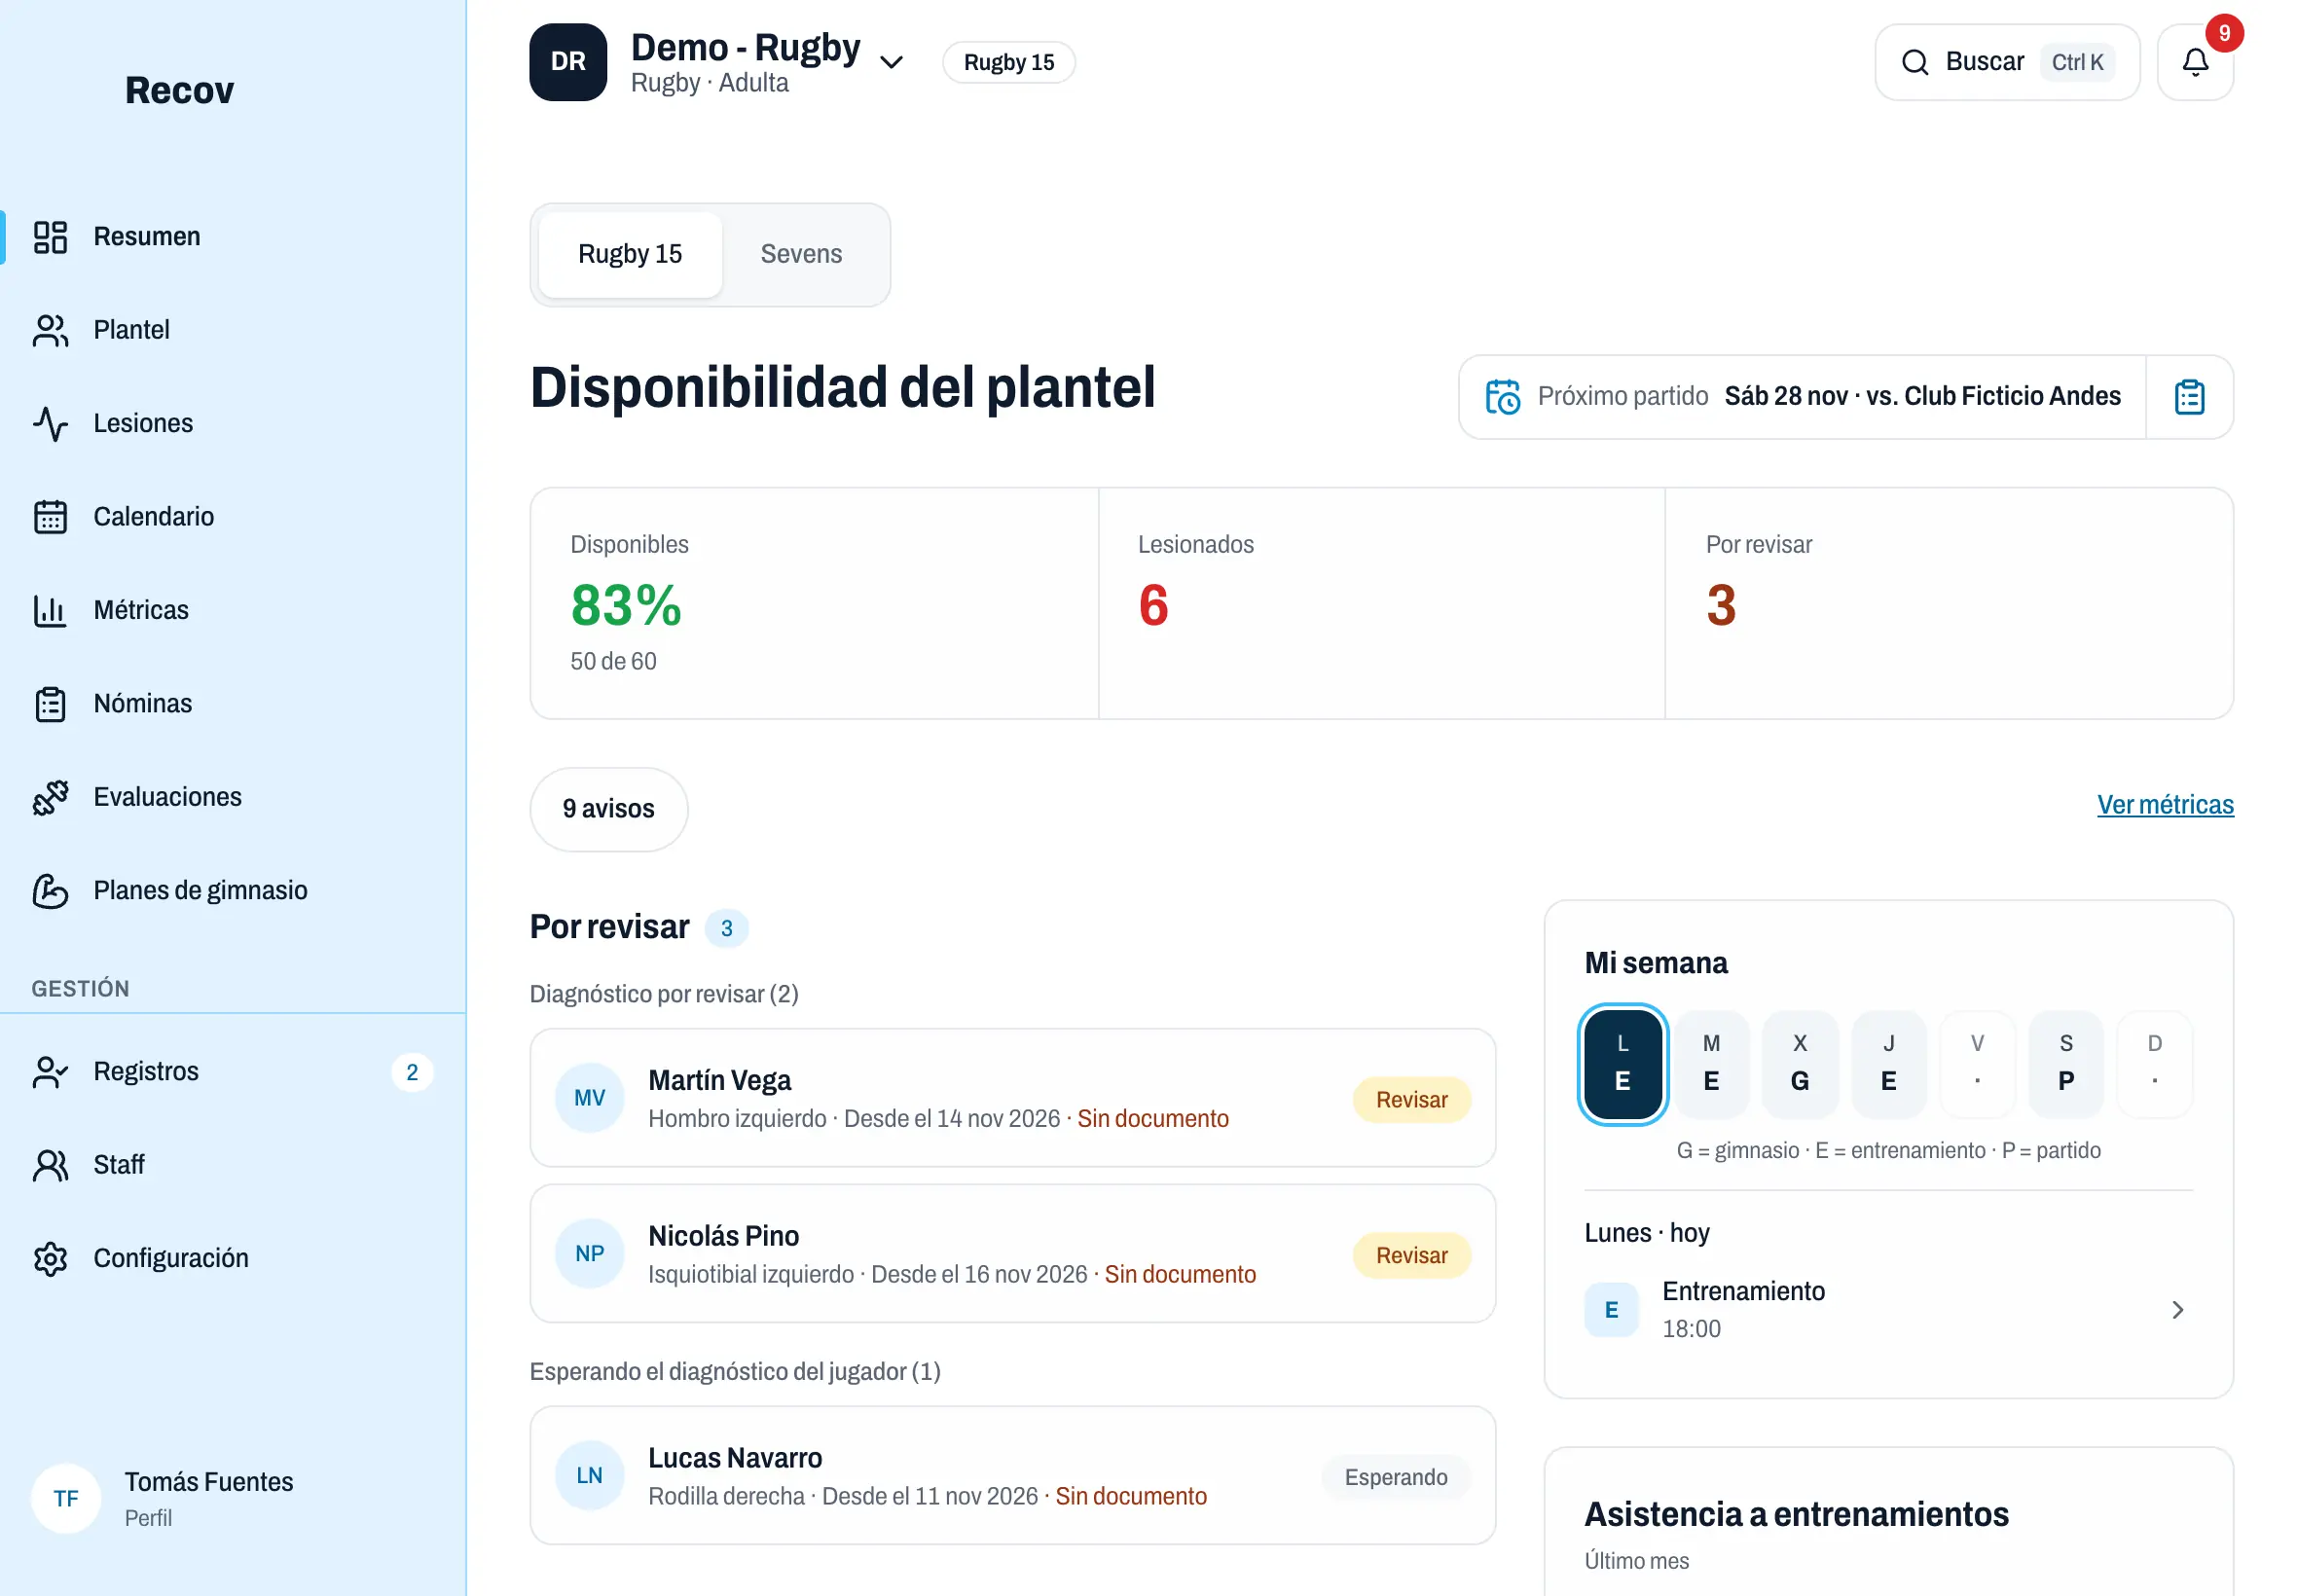 Recov
Resumen
Plantel
Lesiones
Calendario
Métricas
Nóminas
Evaluaciones
Planes de gimnasio
GESTIÓN
Registros 2
Staff
Configuración
TF
Tomás Fuentes
Perfil
DR
Demo - Rugby
Rugby · Adulta
Rugby 15
Buscar Ctrl K
9
Rugby 15 Sevens
Disponibilidad del plantel
Próximo partido Sáb 28 nov · vs. Club Ficticio Andes
Disponibles
83%
50 de 60
Lesionados
6
Por revisar
3
9 avisos
Ver métricas
Por revisar 3
Diagnóstico por revisar (2)
MV
Martín Vega
Hombro izquierdo · Desde el 14 nov 2026 · Sin documento
Revisar
NP
Nicolás Pino
Isquiotibial izquierdo · Desde el 16 nov 2026 · Sin documento
Revisar
Esperando el diagnóstico del jugador (1)
LN
Lucas Navarro
Rodilla derecha · Desde el 11 nov 2026 · Sin documento
Esperando
Mi semana
L M X J V S D
E E G E · P ·
G = gimnasio · E = entrenamiento · P = partido
Lunes · hoy
E
Entrenamiento
18:00
Asistencia a entrenamientos
Último mes